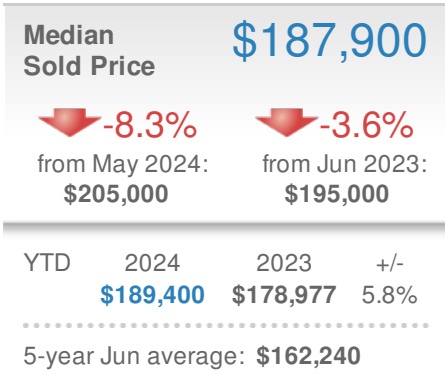 Median $187,900
Sold Price
-8.3% -3.6%
from May 2024: from Jun 2023:
$205,000 $195,000
YTD 2024 2023 +/-
$189,400 $178,977 5.8%
5-year Jun average: $162,240